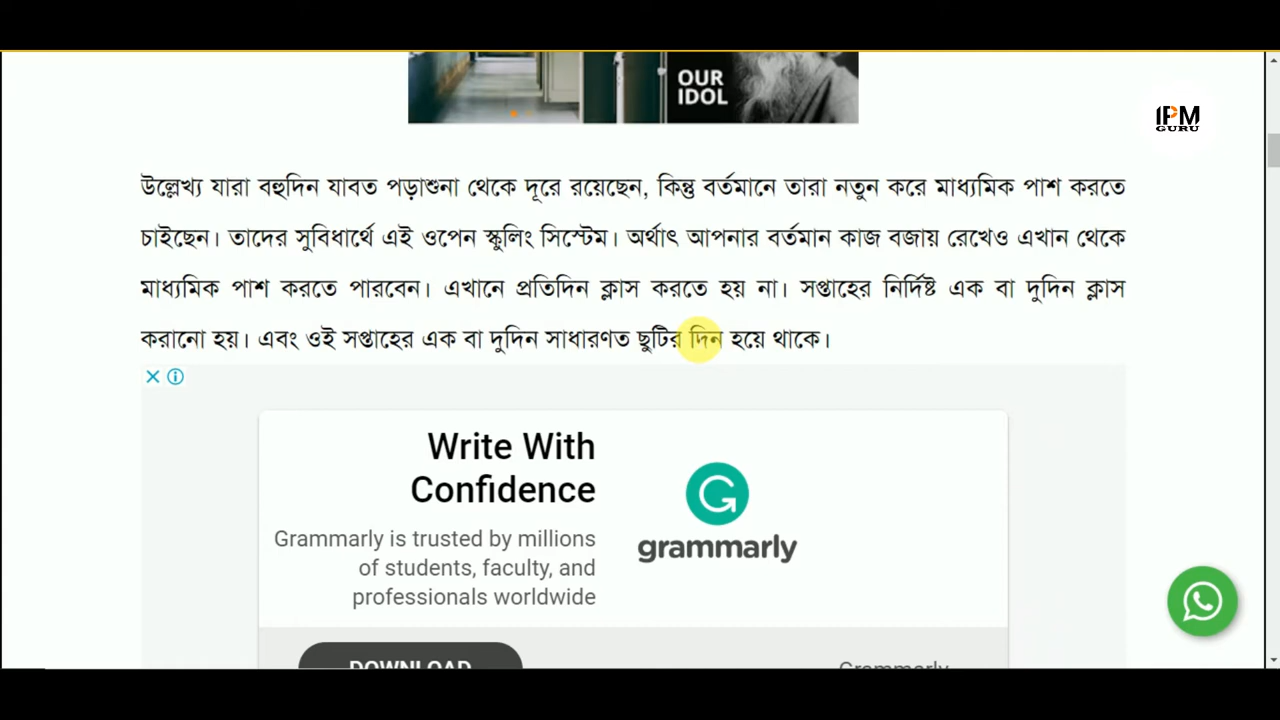 OUR
IDOL
IPM
GURU
উল্লেখ্য যারা বহুদিন যাবত পড়াশুনা থেকে দূরে রয়েছেন, কিন্তু বর্তমানে তারা নতুন করে মাধ্যমিক পাশ করতে
চাইছেন। তাদের সুবিধার্থে এই ওপেন স্কুলিং সিস্টেম। অর্থাৎ আপনার বর্তমান কাজ বজায় রেখেও এখান থেকে
মাধ্যমিক পাশ করতে পারবেন। এখানে প্রতিদিন ক্লাস করতে হয় না। সপ্তাহের নির্দিষ্ট এক বা দুদিন ক্লাস
করানো হয়। এবং ওই সপ্তাহের এক বা দুদিন সাধারণত ছুটির দিন হয়ে থাকে।
Write With
Confidence
Grammarly is trusted by millions
of students, faculty, and
professionals worldwide
grammarly
DOWNLOAD
Grammarly